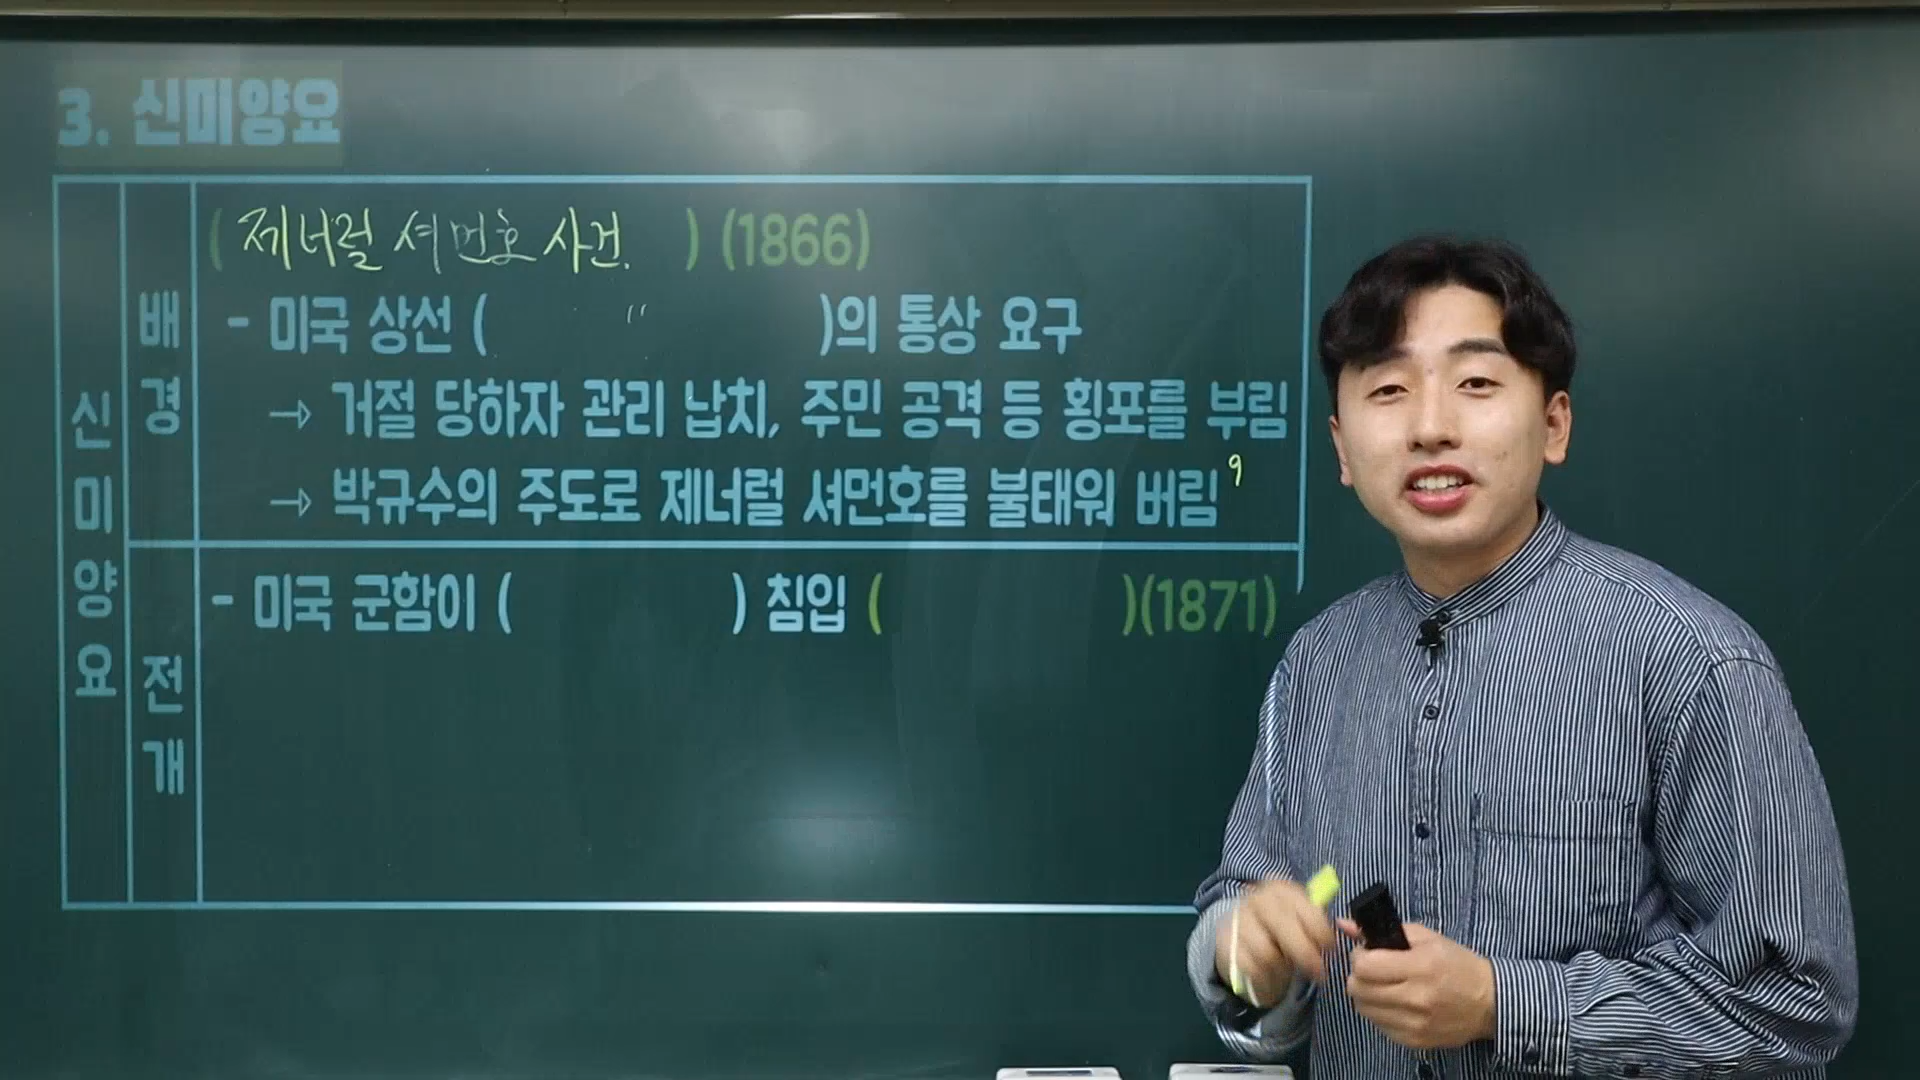 3. 신미양요
신미양요
배경
( 제너럴 셔먼호 사건. ) (1866)
- 미국 상선 ( " )의 통상 요구
→ 거절 당하자 관리 납치, 주민 공격 등 횡포를 부림
→ 박규수의 주도로 제너럴 셔먼호를 불태워 버림
전개
- 미국 군함이 ( ) 침입 ( )(1871)